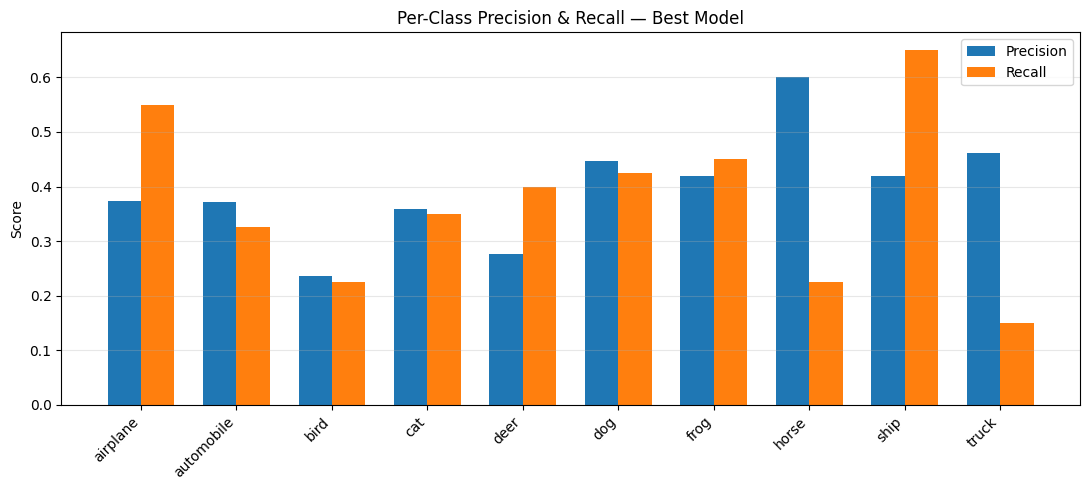 Per-Class Precision & Recall — Best Model
Precision
Recall
Score
0.6
0.5
0.4
0.3
0.2
0.1
0.0
airplane
automobile
bird
cat
deer
dog
frog
horse
ship
truck